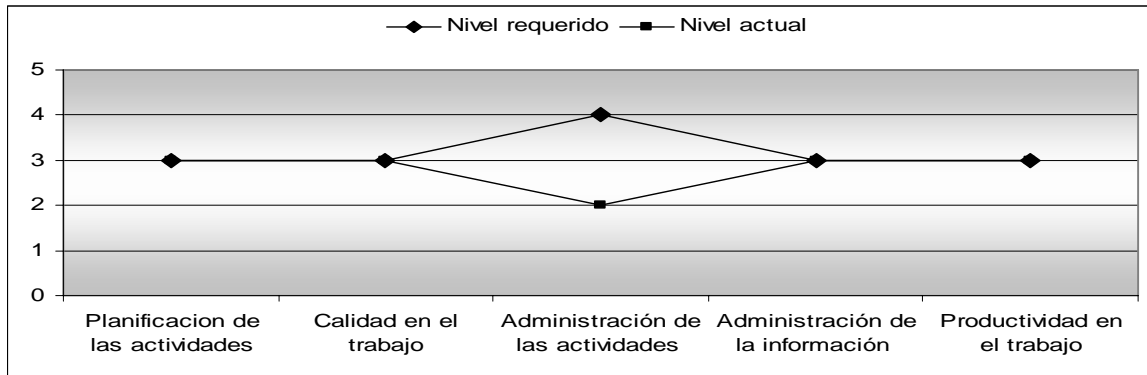 Nivel requerido Nivel actual
5
4
3
2
1
0
Planificacion de las actividades
Calidad en el trabajo
Administración de las actividades
Administración de la información
Productividad en el trabajo